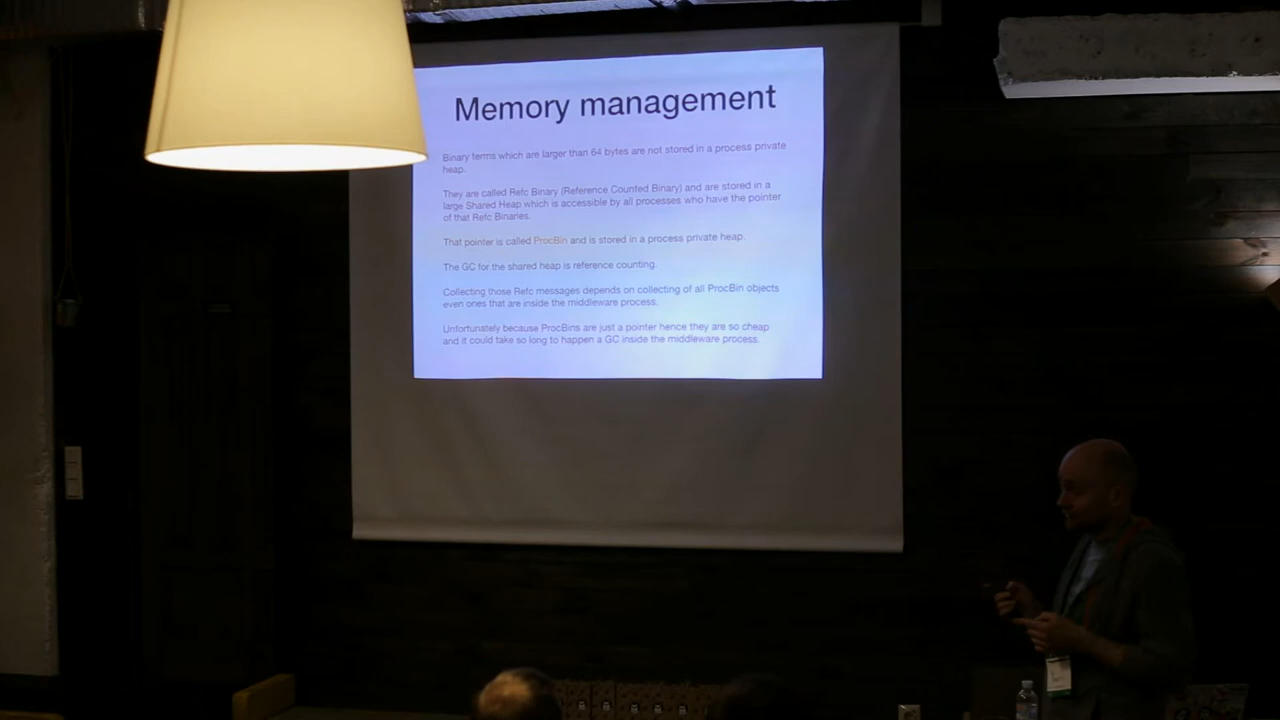 Memory management
Binary terms which are larger than 64 bytes are not stored in a process private
heap.
They are called Refc Binary (Reference Counted Binary) and are stored in a
large Shared Heap which is accessible by all processes who have the pointer
of that Refc Binaries.
That pointer is called ProcBin and is stored in a process private heap.
The GC for the shared heap is reference counting.
Collecting those Refc messages depends on collecting of all ProcBin objects
even ones that are inside the middleware process.
Unfortunately because ProcBins are just a pointer hence they are so cheap
and it could take so long to happen a GC inside the middleware process.